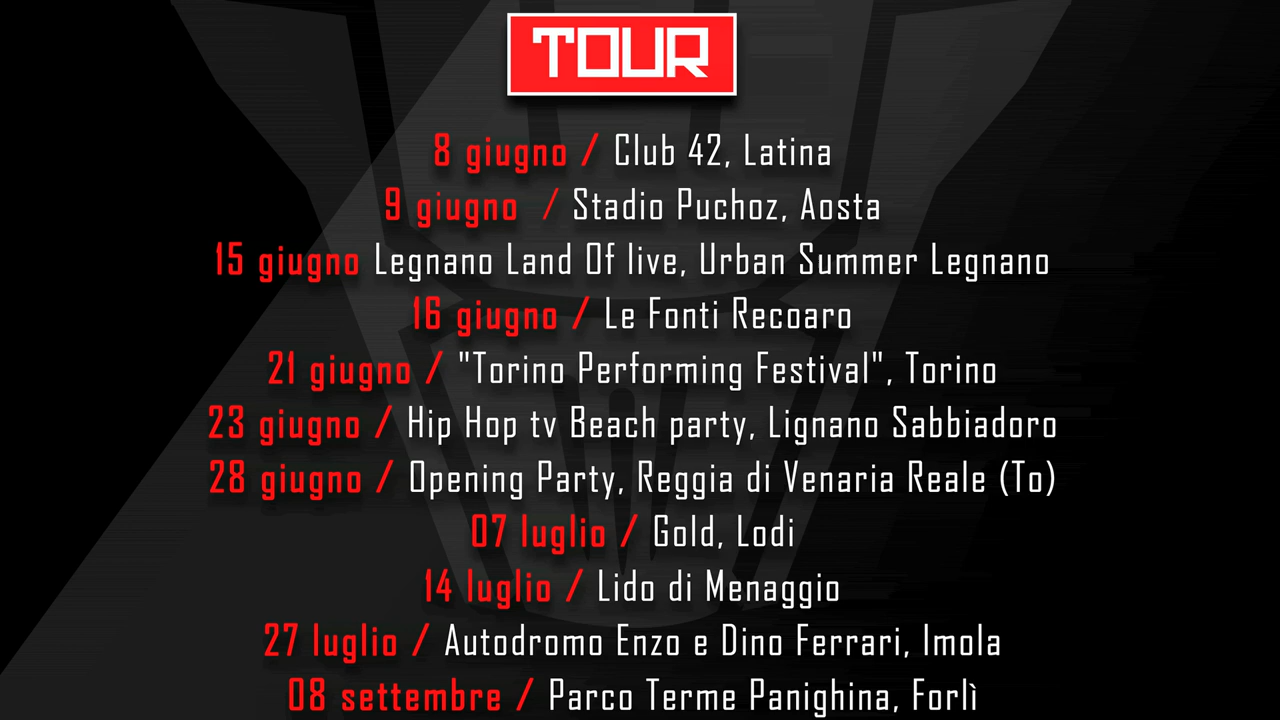 TOUR
8 giugno / Club 42, Latina
9 giugno / Stadio Puchoz, Aosta
15 giugno Legnano Land Of live, Urban Summer Legnano
16 giugno / Le Fonti Recoaro
21 giugno / "Torino Performing Festival", Torino
23 giugno / Hip Hop tv Beach party, Lignano Sabbiadoro
28 giugno / Opening Party, Reggia di Venaria Reale (To)
07 luglio / Gold, Lodi
14 luglio / Lido di Menaggio
27 luglio / Autodromo Enzo e Dino Ferrari, Imola
08 settembre / Parco Terme Panighina, Forlì